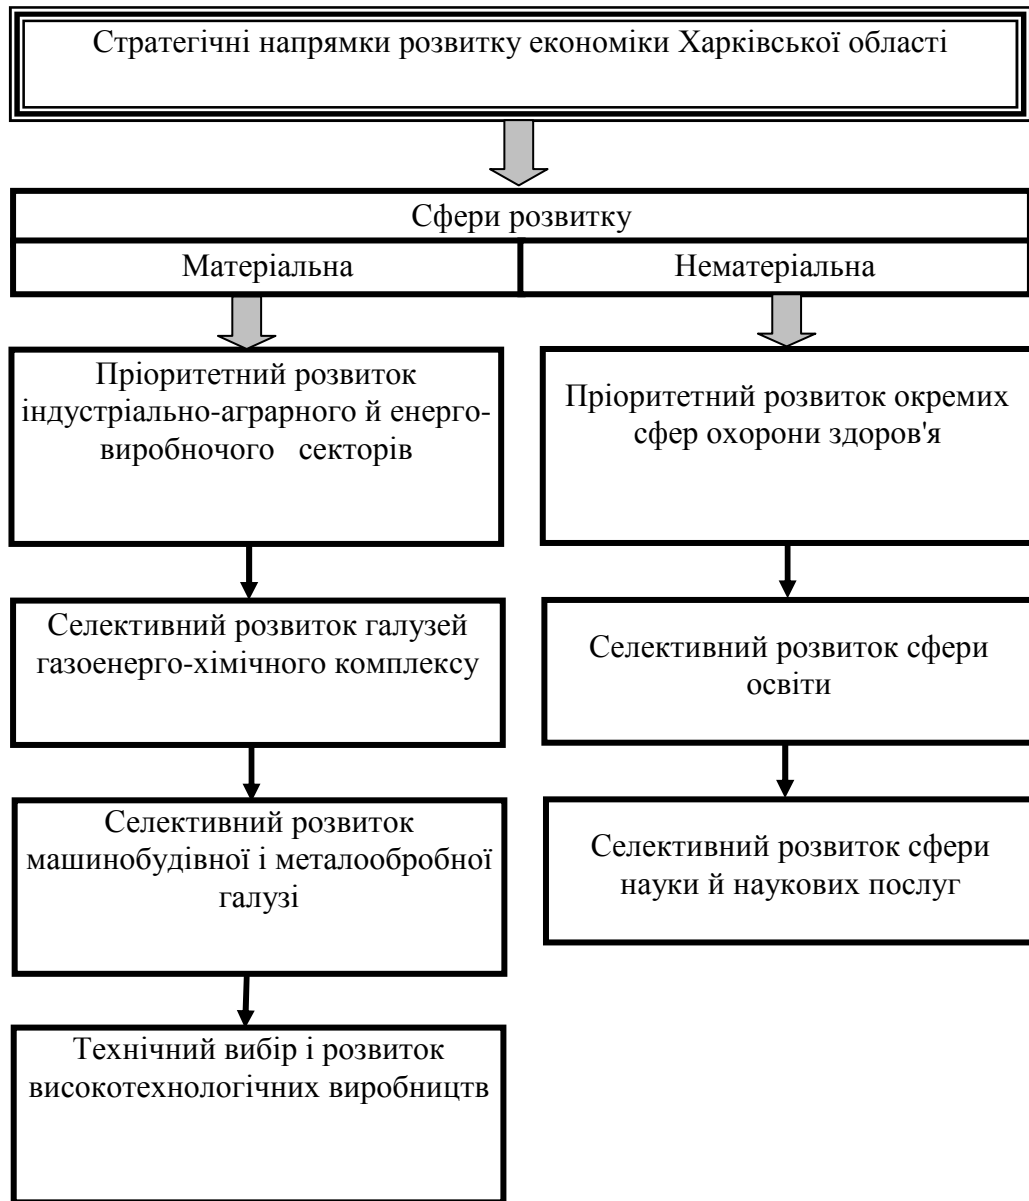 Стратегічні напрямки розвитку економіки Харківської області
Сфери розвитку
Матеріальна
Нематеріальна
Пріоритетний розвиток
індустріально-аграрного й енерго-
виробночого секторів
Селективний розвиток галузей
газоенерго-хімічного комплексу
Селективний розвиток
машинобудівної і металообробної
галузі
Технічний вибір і розвиток
високотехнологічних виробництв
Пріоритетний розвиток окремих
сфер охорони здоров'я
Селективний розвиток сфери
освіти
Селективний розвиток сфери
науки й наукових послуг